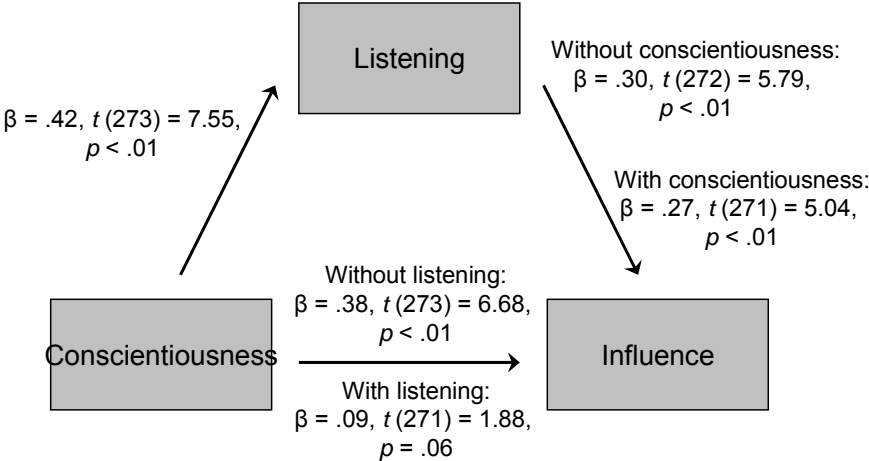 Listening
Without conscientiousness:
β = .30, t (272) = 5.79,
p < .01
β = .42, t (273) = 7.55,
p < .01
With conscientiousness:
β = .27, t (271) = 5.04,
p < .01
Without listening:
β = .38, t (273) = 6.68,
p < .01
Conscientiousness
Influence
With listening:
β = .09, t (271) = 1.88,
p = .06